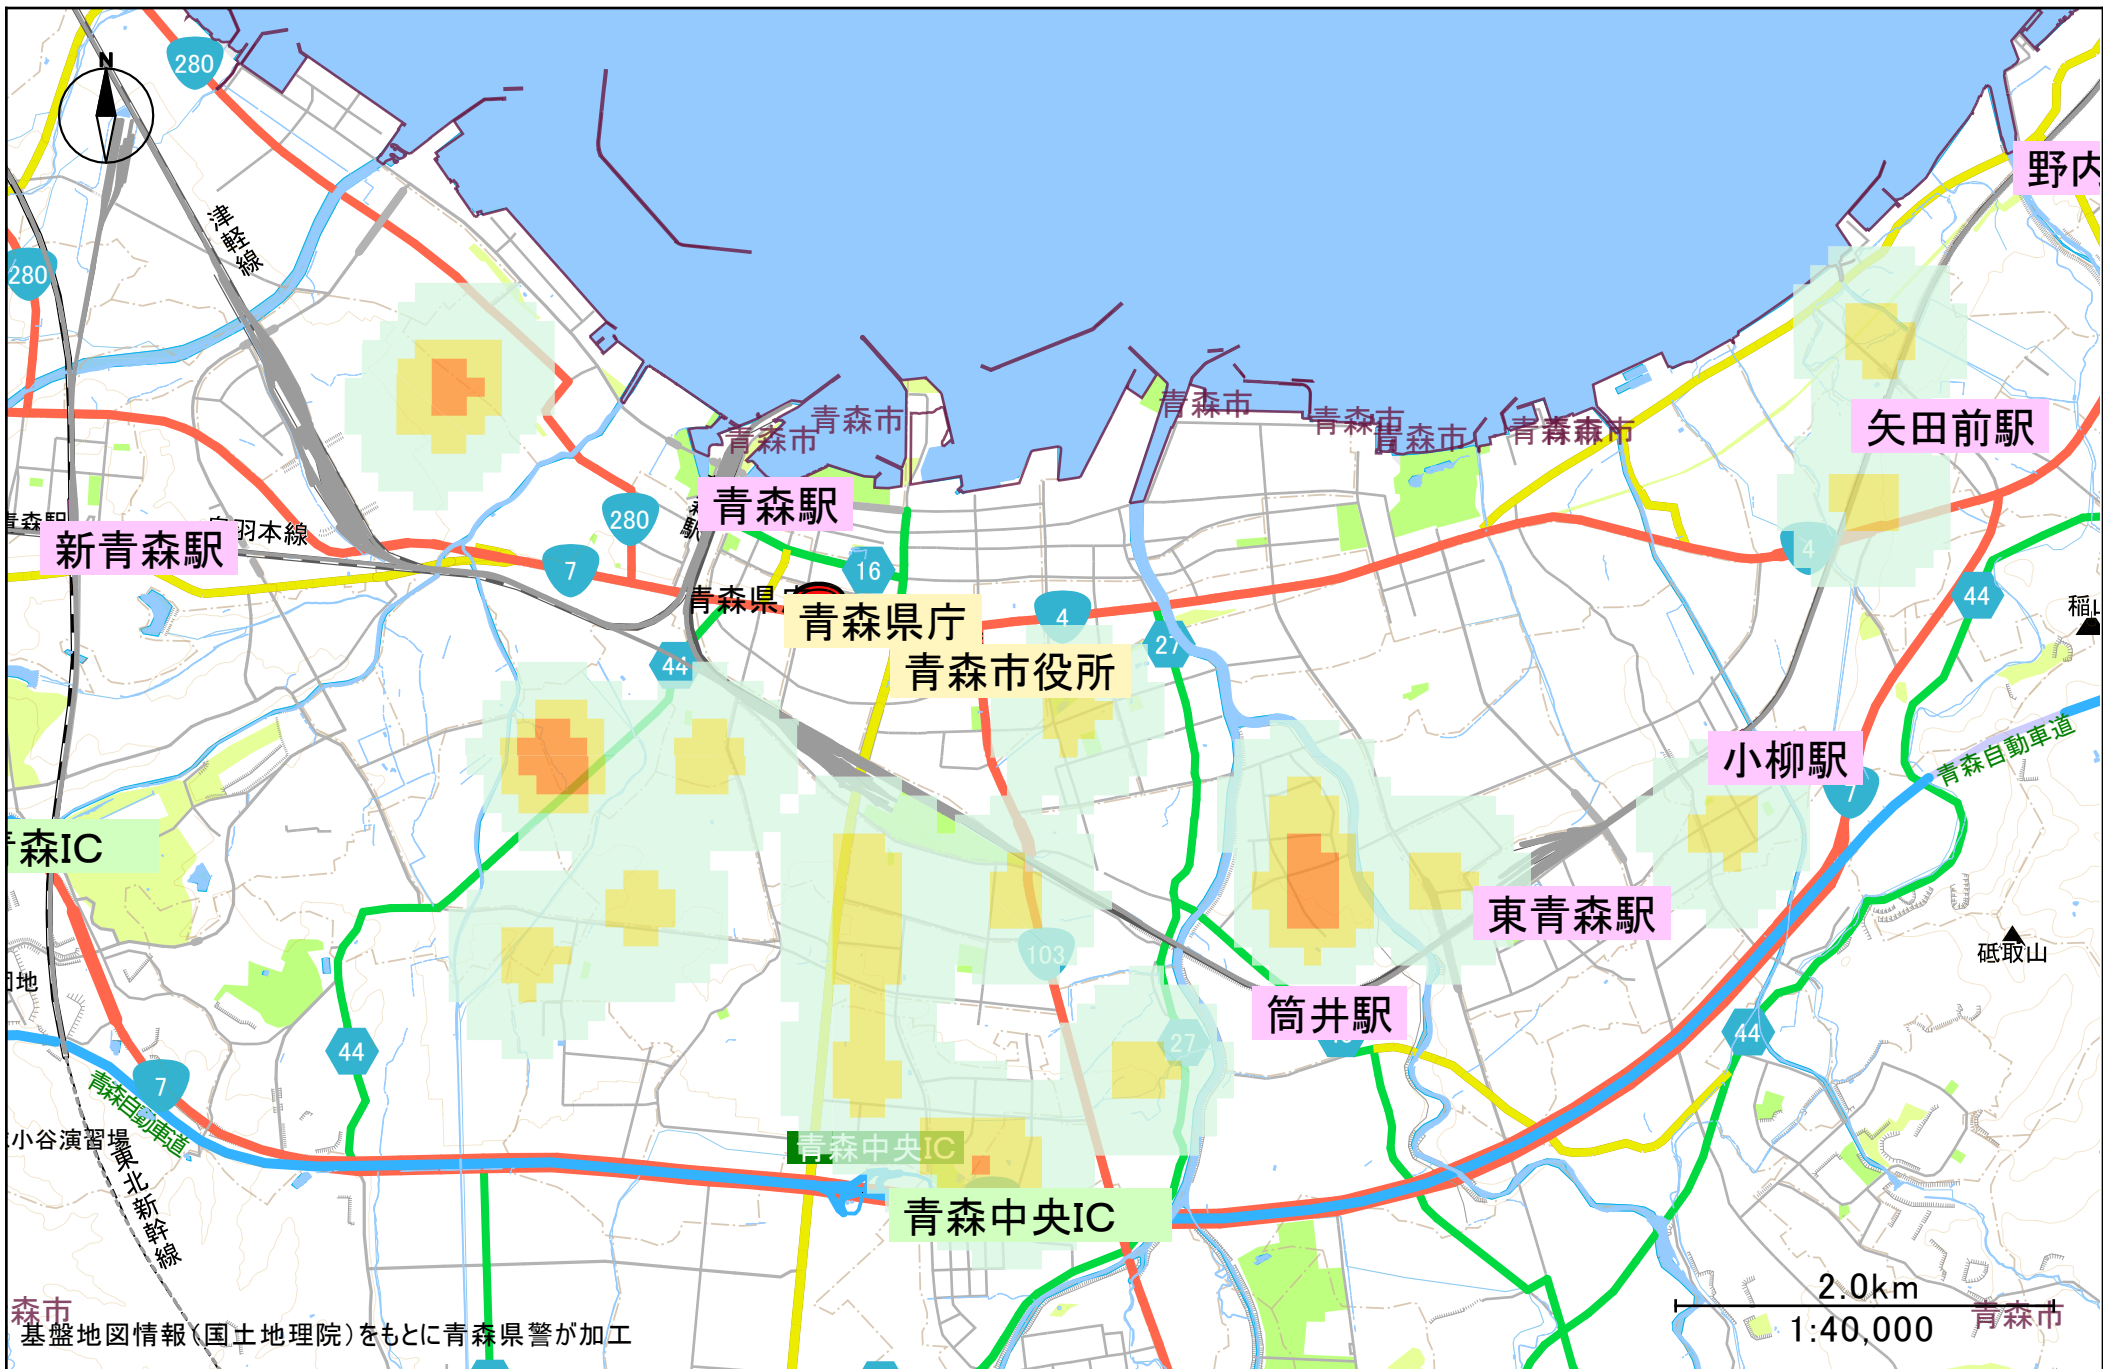 280
N
野内
津軽線
280
青森市
青森市
青森市
青森市
青森市
青森市
青森市
矢田前駅
青森駅
280
新青森駅
羽本線
7
16
4
44
青森県
青森県庁
4
27
稲山
44
青森市役所
小柳駅
7
青森自動車道
森IC
東青森駅
砥取山
103
筒井駅
27
44
44
7
青森自動車道
小谷演習場
東北新幹線
青森中央IC
青森中央IC
2.0km
1:40,000
森市
青森市
基盤地図情報(国土地理院)をもとに青森県警が加工